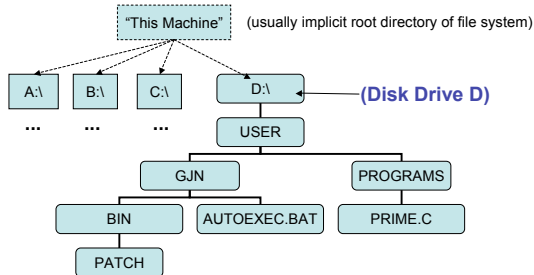 “This Machine” (usually implicit root directory of file system)
A:\ B:\ C:\ D:\ (Disk Drive D)
... ... ...
USER
GJN PROGRAMS
BIN AUTOEXEC.BAT PRIME.C
PATCH